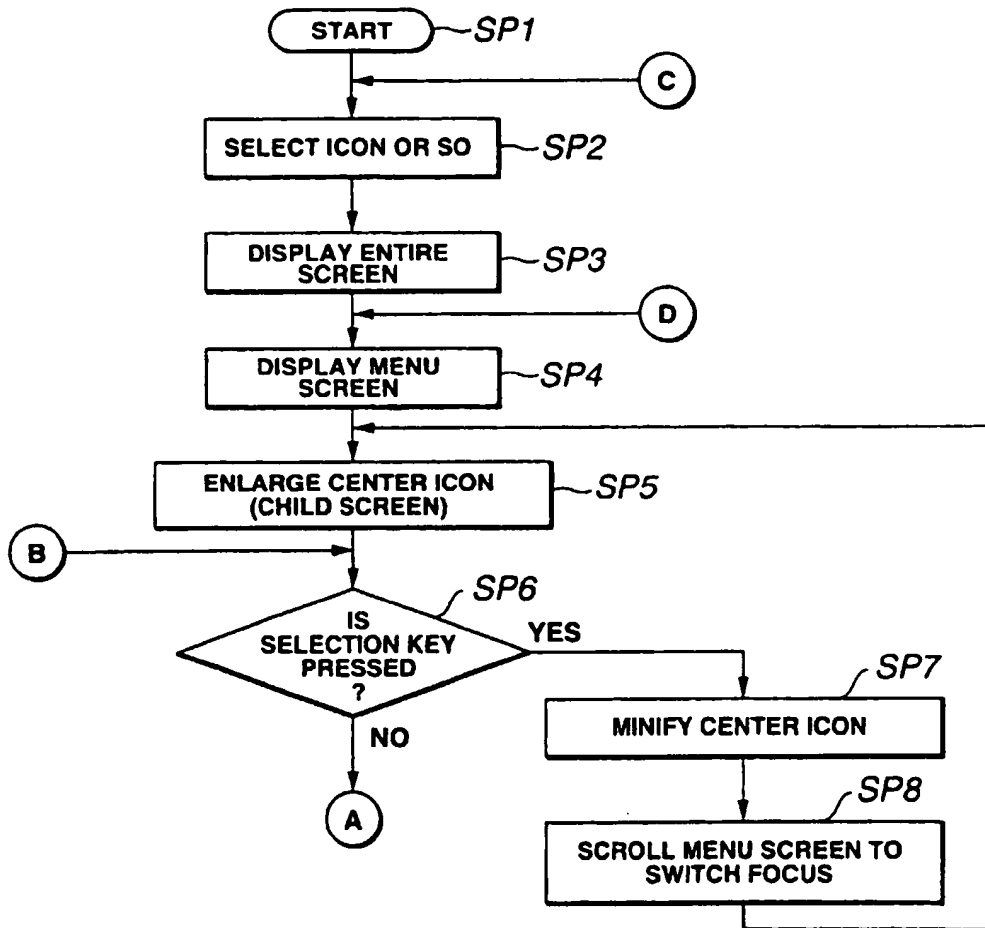 START
SP1
C
SELECT ICON OR SO
SP2
DISPLAY ENTIRE
SCREEN
SP3
D
DISPLAY MENU
SCREEN
SP4
ENLARGE CENTER ICON
(CHILD SCREEN)
SP5
B
IS
SELECTION KEY
PRESSED
?
SP6
YES
NO
A
MINIFY CENTER ICON
SP7
SCROLL MENU SCREEN TO
SWITCH FOCUS
SP8